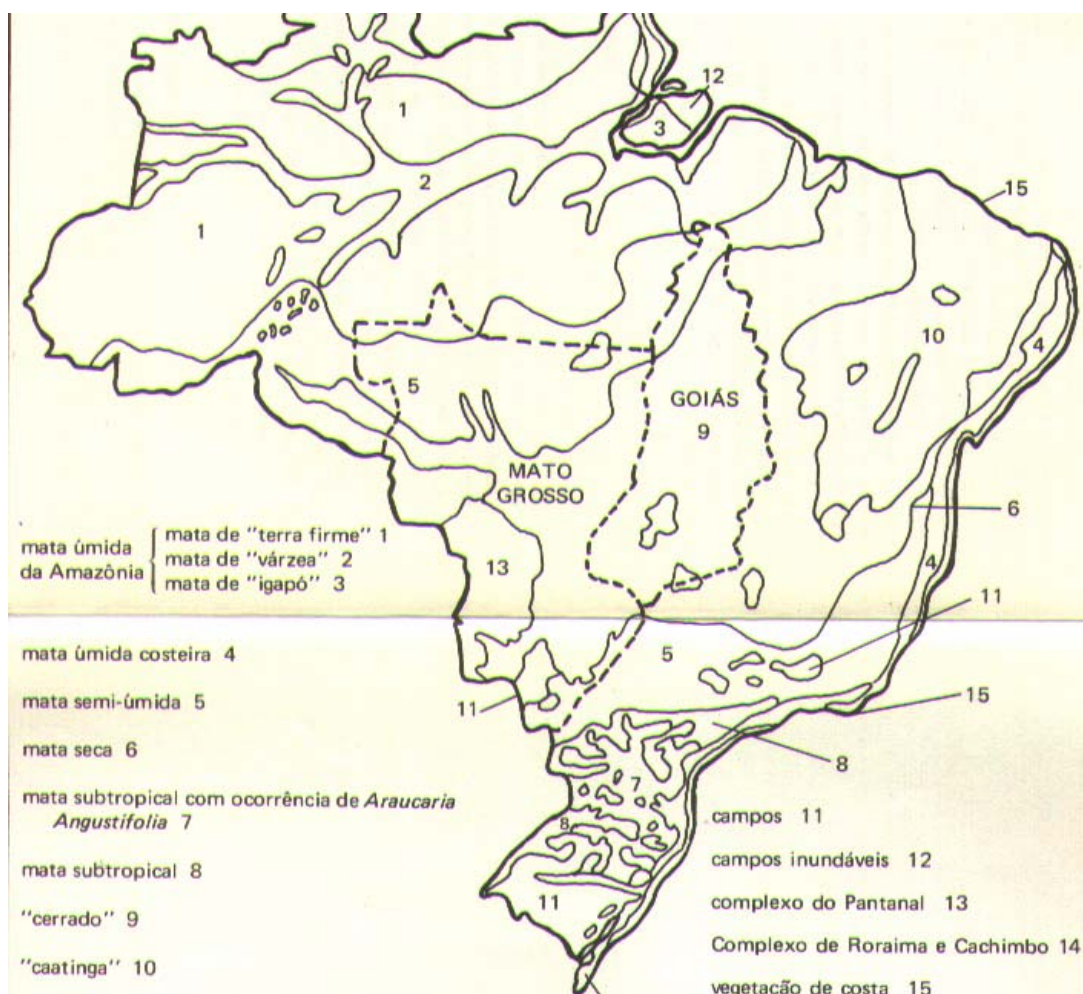 12
1
3
2
15
1
10
4
5
GOIÁS
9
MATO
GROSSO
6
mata úmida
da Amazônia
mata de "terra firme" 1
mata de "várzea" 2
mata de "igapó" 3
13
4
11
mata úmida costeira 4
5
mata semi-úmida 5
11
15
mata seca 6
8
7
mata subtropical com ocorrência de Araucaria
Angustifolia 7
campos 11
8
mata subtropical 8
campos inundáveis 12
11
complexo do Pantanal 13
"cerrado" 9
Complexo de Roraima e Cachimbo 14
"caatinga" 10
vegetação de costa 15